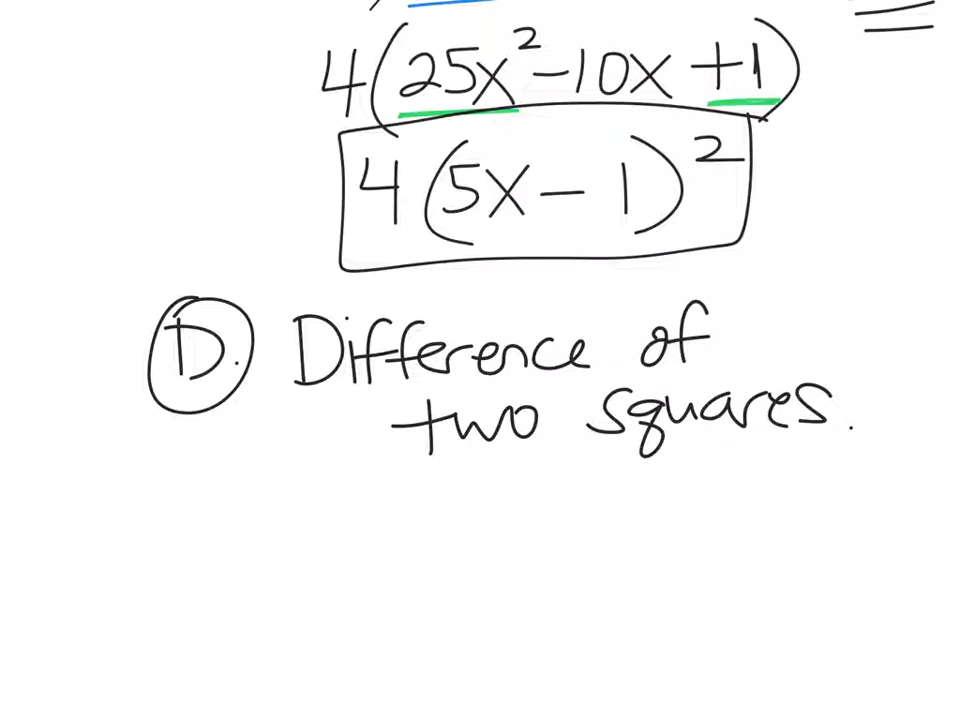 4(25x²-10x+1)
4(5x-1)²
D. Difference of
two squares.